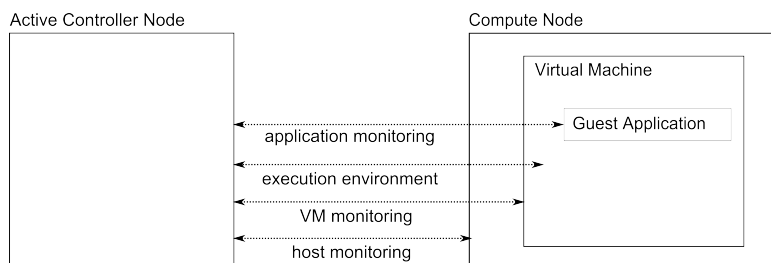 Active Controller Node
Compute Node
Virtual Machine
Guest Application
application monitoring
execution environment
VM monitoring
host monitoring